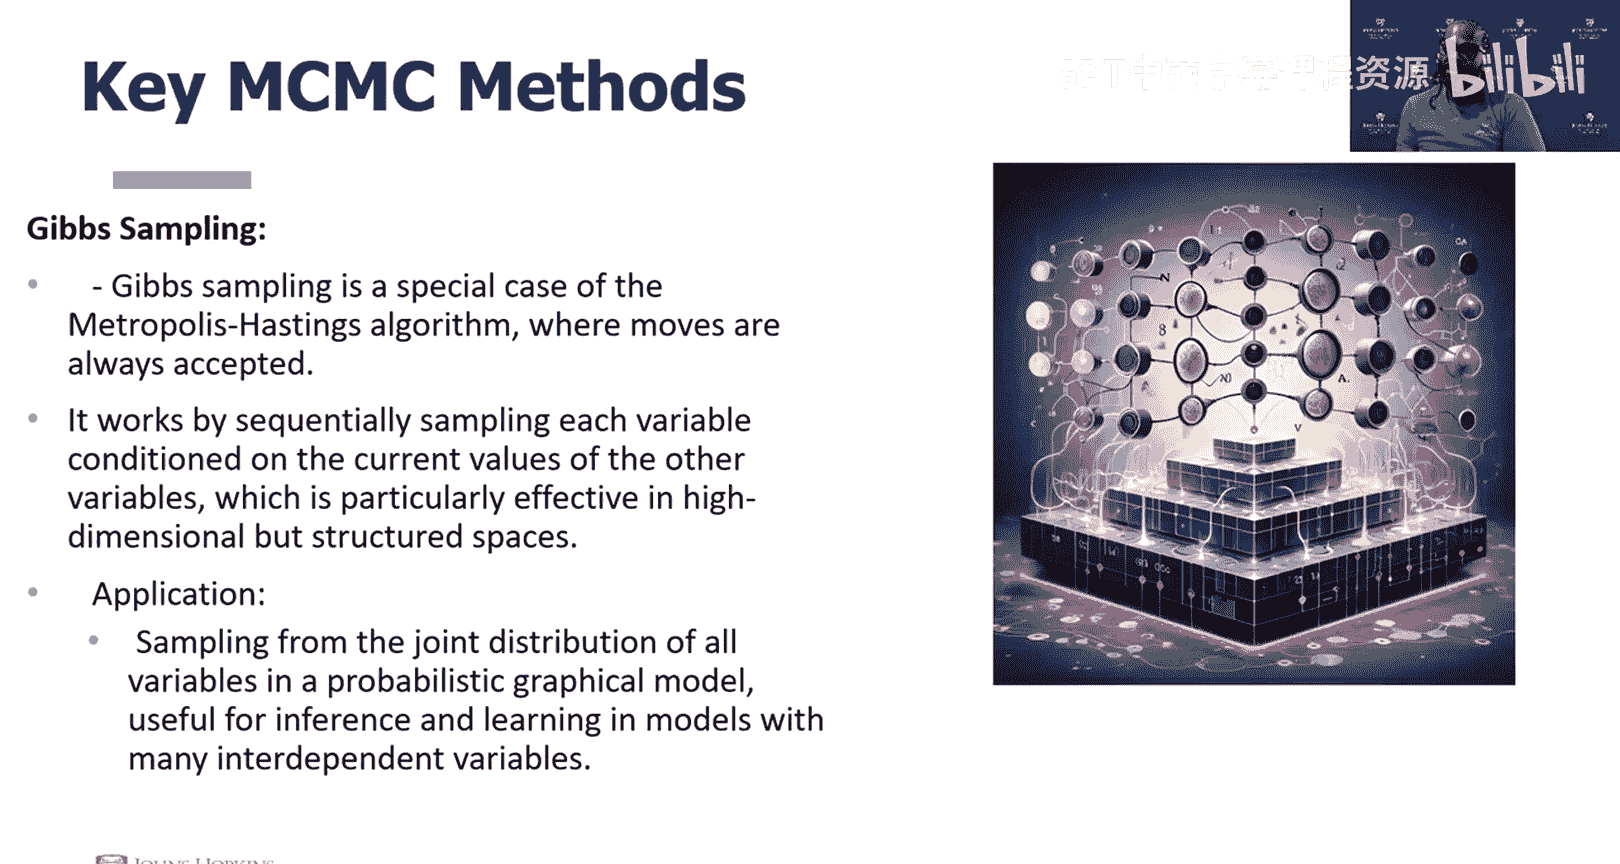 Key MCMC Methods
资源
bilibili
Gibbs Sampling:
- Gibbs sampling is a special case of the
Metropolis-Hastings algorithm, where moves are
always accepted.
It works by sequentially sampling each variable
conditioned on the current values of the other
variables, which is particularly effective in high-
dimensional but structured spaces.
Application:
Sampling from the joint distribution of all
variables in a probabilistic graphical model,
useful for inference and learning in models with
many interdependent variables.
JOHNS HOPKINS